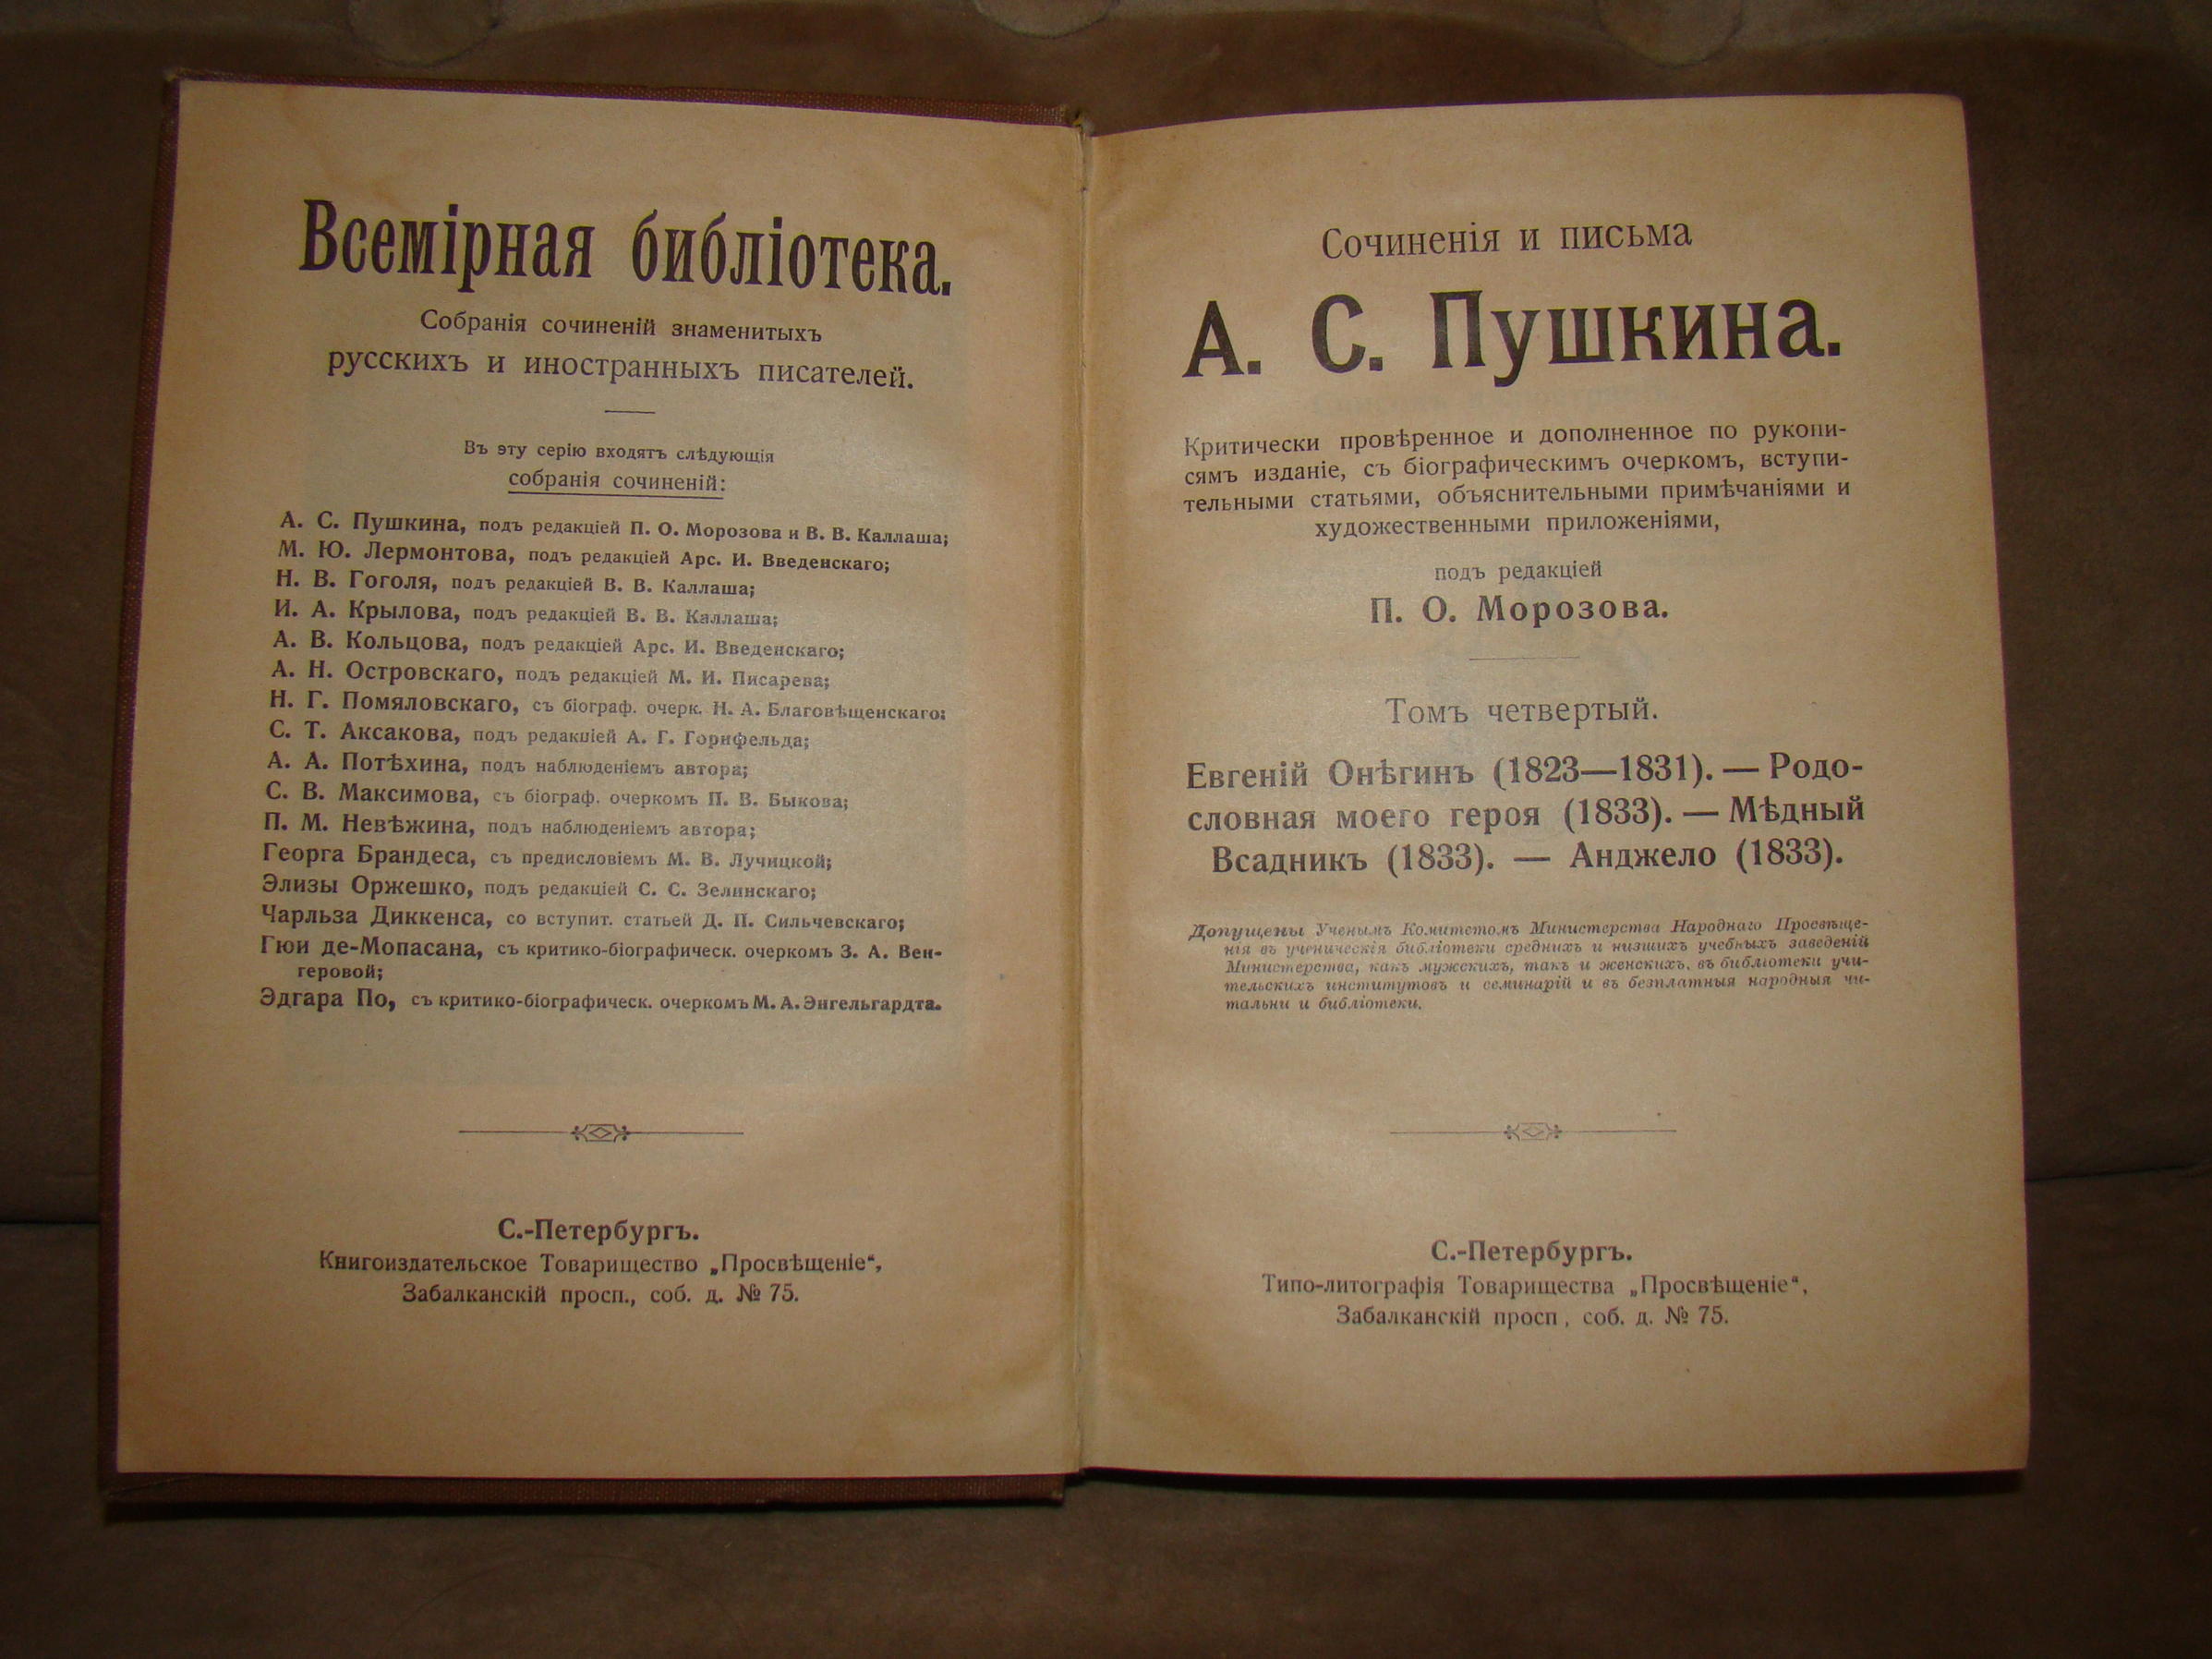 Всемірная библіотека.
Собранія сочиненій знаменитыхъ
русскихъ и иностранныхъ писателей.
Въ эту серію входятъ слѣдующія
собранія сочиненій:
А. С. Пушкина, подъ редакціей П. О. Морозова и В. В. Каллаша;
М. Ю. Лермонтова, подъ редакціей Арс. И. Введенскаго;
Н. В. Гоголя, подъ редакціей В. В. Каллаша;
И. А. Крылова, подъ редакціей В. В. Каллаша;
А. В. Кольцова, подъ редакціей Арс. И. Введенскаго;
А. Н. Островскаго, подъ редакціей М. И. Писарева;
Н. Г. Помяловскаго, съ біограф. очерк. Н. А. Благовѣщенскаго;
С. Т. Аксакова, подъ редакціей А. Г. Горнфельда;
А. А. Потѣхина, подъ наблюденіемъ автора;
С. В. Максимова, съ біограф. очеркомъ П. В. Быкова;
П. М. Невѣжина, подъ наблюденіемъ автора;
Георга Брандеса, съ предисловіемъ М. В. Лучицкой;
Элизы Оржешко, подъ редакціей С. С. Зелинскаго;
Чарльза Диккенса, со вступит. статьей Д. П. Сильчевскаго;
Гюи де-Мопасана, съ критико-біографическ. очеркомъ З. А. Вен-
геровой;
Эдгара По, съ критико-біографическ. очеркомъ М. А. Энгельгардта.
С.-Петербургъ.
Книгоиздательское Товарищество „Просвѣщеніе“,
Забалканскій просп., соб. д. № 75.
Сочиненія и письма
А. С. Пушкина.
Критически провѣренное и дополненное по рукопи-
сямъ изданіе, съ біографическимъ очеркомъ, вступи-
тельными статьями, объяснительными примѣчаніями и
художественными приложеніями,
подъ редакціей
П. О. Морозова.
Томъ четвертый.
Евгеній Онѣгинъ (1823—1831). — Родо-
словная моего героя (1833). — Мѣдный
Всадникъ (1833). — Анджело (1833).
Допущены Ученымъ Комитетомъ Министерства Народнаго Просвѣще-
нія въ ученическія библіотеки среднихъ и низшихъ учебныхъ заведеній
Министерства, какъ мужскихъ, такъ и женскихъ, въ библіотеки учи-
тельскихъ институтовъ и семинарій и въ безплатныя народныя чи-
тальни и библіотеки.
С.-Петербургъ.
Типо-литографія Товарищества „Просвѣщеніе“,
Забалканскій просп., соб. д. № 75.